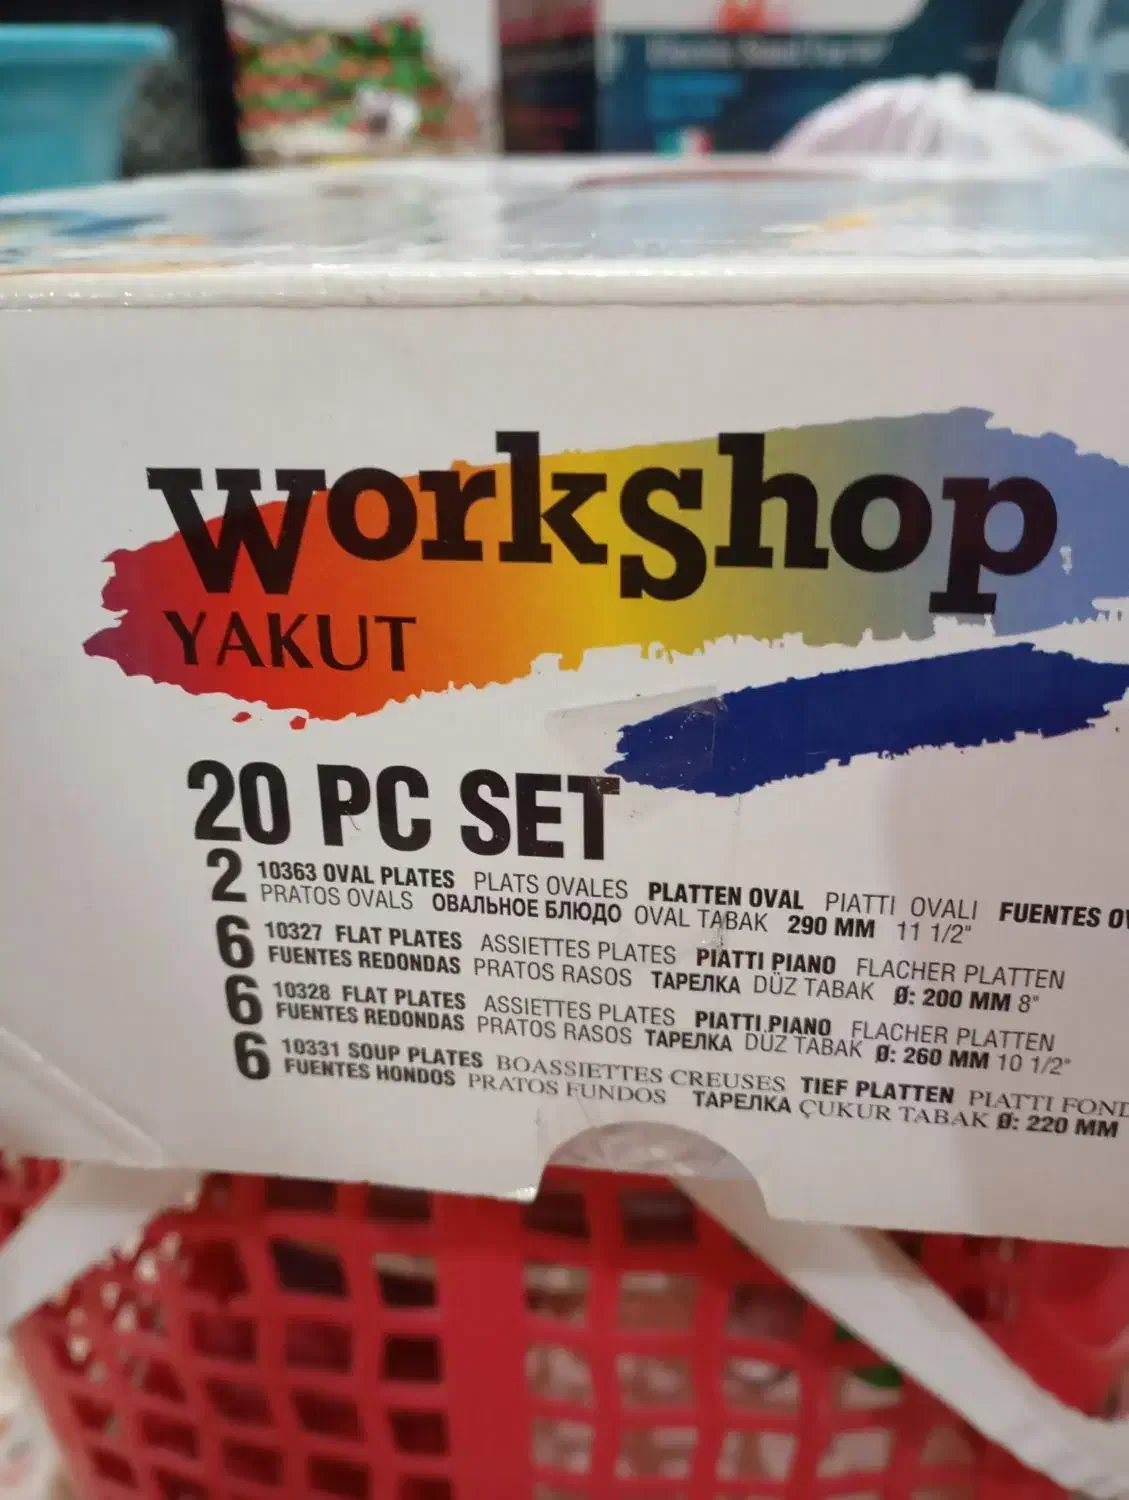 workshop
YAKUT
20 PC SET
2 10363 OVAL PLATES PLATS OVALES PLATTEN OVAL PIATTI OVALI FUENTES
PRATOS OVALS ОВАЛЬНОЕ БЛЮДО OVAL TABAK 290 MM 11 1/2"
6 10327 FLAT PLATES ASSIETTES PLATES PIATTI PIANO FLACHER PLATTEN
FUENTES REDONDAS PRATOS RASOS ТАРЕЛКА DÜZ TABAK Ø: 200 MM 8"
6 10328 FLAT PLATES ASSIETTES PLATES PIATTI PIANO FLACHER PLATTEN
FUENTES REDONDAS PRATOS RASOS ТАРЕЛКА DÜZ TABAK Ø: 260 MM 10 1/2"
6 10331 SOUP PLATES BOASSIETTES CREUSES TIEF PLATTEN PIATTI FOND
FUENTES HONDOS PRATOS FUNDOS ТАРЕЛКА ÇUKUR TABAK Ø: 220 MM